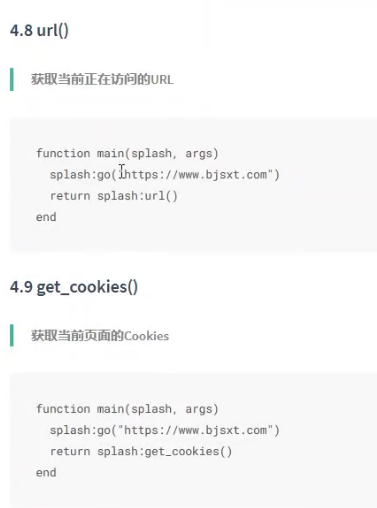 4.8 url()
获取当前正在访问的URL
function main(splash, args)
  splash:go("https://www.bjsxt.com")
  return splash:url()
end
4.9 get_cookies()
获取当前页面的Cookies
function main(splash, args)
  splash:go("https://www.bjsxt.com")
  return splash:get_cookies()
end